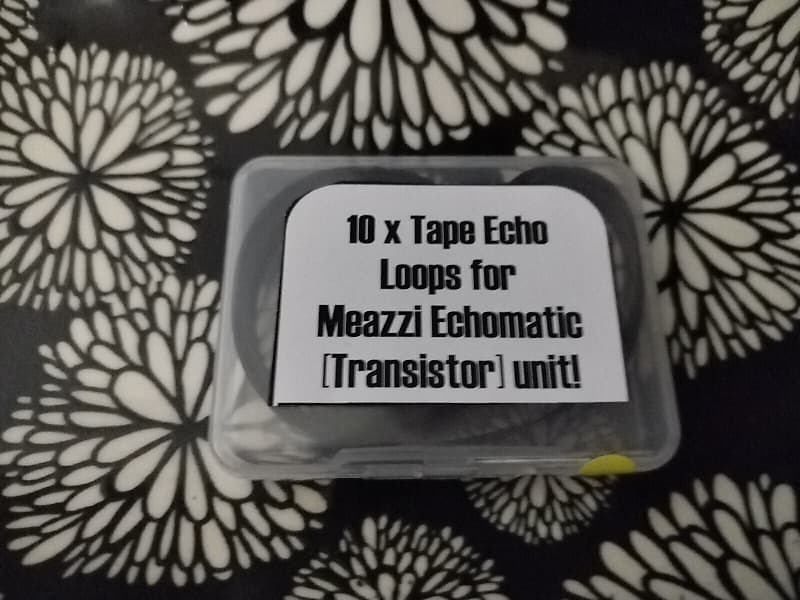 10 x Tape Echo
Loops for
Meazzi Echomatic
[Transistor] unit!